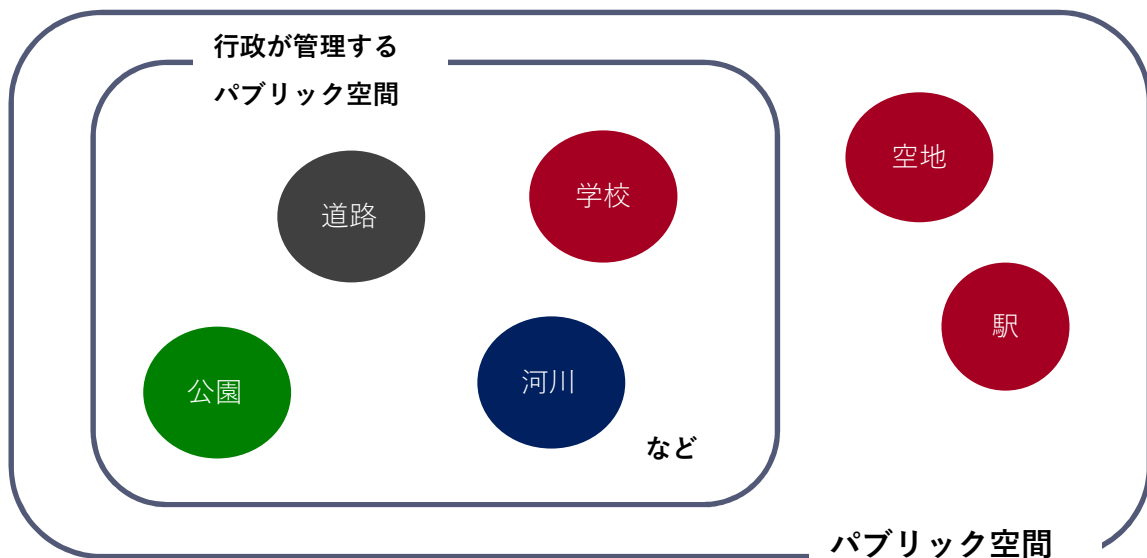 行政が管理する
パブリック空間
空地
学校
道路
駅
河川
公園
など
パブリック空間